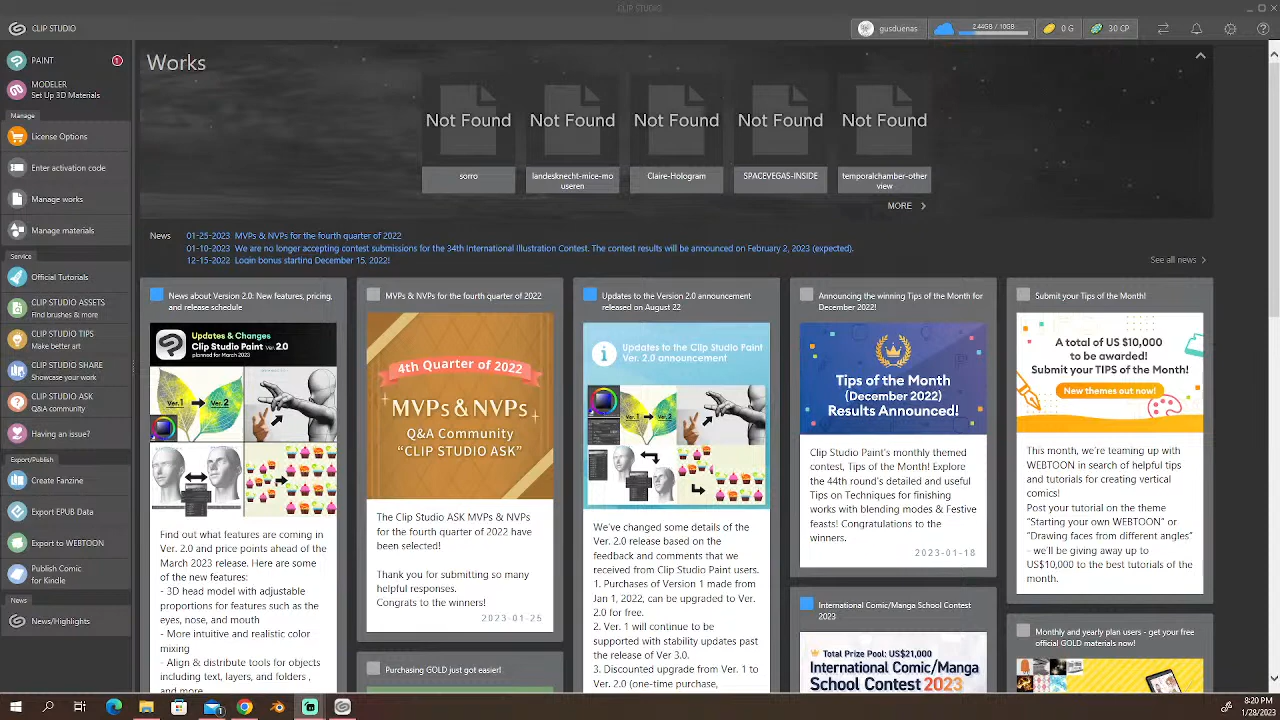 CLIP STUDIO
CLIP STUDIO
gusduenas
2.44GB / 10GB
0 G
30 CP
PAINT
MODELER
Set Up 3D Materials
Manage
License Options
Enter activation code
Manage works
Manage materials
Service
Official Tutorials
CLIP STUDIO ASSETS
Find brushes & more
CLIP STUDIO TIPS
Make better art
CLIP STUDIO SHARE
Showcase your work
CLIP STUDIO ASK
Q&A community
Having an issue?
Export/Publish
Create Fanzine
Export EPUB Data
Export to WEBTOON
Publish Comic
for Kindle
News
News/Highlights
Works
Not Found
Not Found
Not Found
Not Found
Not Found
sorro
landesknecht-mice-mo
useren
Claire-Hologram
SPACEVEGAS-INSIDE
temporalchamber-other
view
MORE
News
01-25-2023 MVPs & NVPs for the fourth quarter of 2022
01-10-2023 We are no longer accepting contest submissions for the 34th International Illustration Contest. The contest results will be announced on February 2, 2023 (expected).
12-15-2022 Login bonus starting December 15, 2022!
See all news
News about Version 2.0: New features, pricing,
and release schedule
Updates & Changes
Clip Studio Paint Ver. 2.0
planned for March 2023
Ver.1
Ver.2
Find out what features are coming in
Ver. 2.0 and price points ahead of the
March 2023 release. Here are some
of the new features:
- 3D head model with adjustable
proportions for features such as the
eyes, nose, and mouth
- More intuitive and realistic color
mixing
- Align & distribute tools for objects
including text, layers, and folders ,
and more
MVPs & NVPs for the fourth quarter of 2022
4th Quarter of 2022
MVPs & NVPs
Q&A Community
"CLIP STUDIO ASK"
The Clip Studio ASK MVPs & NVPs
for the fourth quarter of 2022 have
been selected!
Thank you for submitting so many
helpful responses.
Congrats to the winners!
2023-01-25
Purchasing GOLD just got easier!
Updates to the Version 2.0 announcement
released on August 22
Updates to the Clip Studio Paint
Ver. 2.0 announcement
Ver.1
Ver.2
We've changed some details of the
Ver. 2.0 release based on the
feedback and comments that we
received from Clip Studio Paint users.
1. Purchases of Version 1 made from
Jan 1, 2022, can be upgraded to Ver.
2.0 for free.
2. Ver. 1 will continue to be
supported with stability updates past
the release of Ver 3.0.
3. Discounted upgrade from Ver. 1 to
Ver. 2.0 (one-time purchase,
Announcing the winning Tips of the Month for
December 2022!
Tips of the Month
(December 2022)
Results Announced!
Clip Studio Paint's monthly themed
contest, Tips of the Month! Explore
the 44th round's detailed and useful
Tips on Techniques for finishing
works with blending modes & Festive
feasts! Congratulations to the
winners.
2023-01-18
International Comic/Manga School Contest
2023
Total Prize Pool: US$21,000
International Comic/Manga
School Contest 2023
Submit your Tips of the Month!
A total of US $10,000
to be awarded!
Submit your TIPS of the Month!
New themes out now!
This month, we're teaming up with
WEBTOON in search of helpful tips
and tutorials for creating vertical
comics!
Post your tutorial on the theme
"Starting your own WEBTOON" or
"Drawing faces from different angles"
- we'll be giving away up to
US$10,000 to the best tutorials of the
month.
Monthly and yearly plan users - get your free
official GOLD materials now!
8:20 PM
1/28/2023